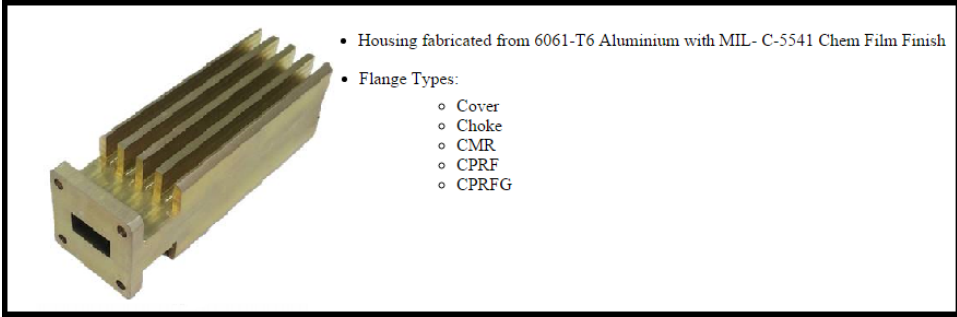 Housing fabricated from 6061-T6 Aluminium with MIL- C-5541 Chem Film Finish
Flange Types:
Cover
Choke
CMR
CPRF
CPRFG